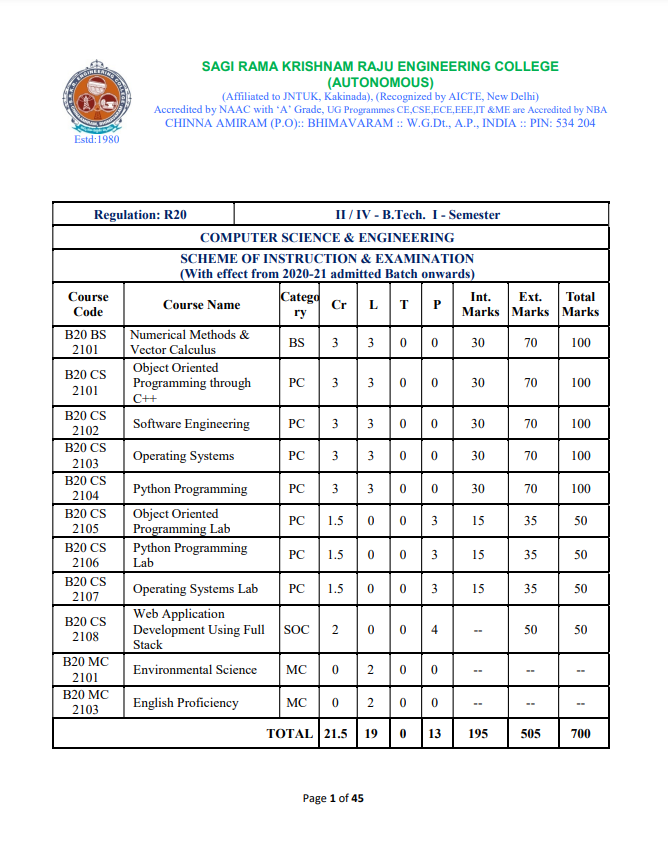 SAGI RAMA KRISHNAM RAJU ENGINEERING COLLEGE
(AUTONOMOUS)
(Affiliated to JNTUK, Kakinada), (Recognized by AICTE, New Delhi)
Accredited by NAAC with ‘A’ Grade, UG Programmes CE,CSE,ECE,EEE,IT &ME are Accredited by NBA
CHINNA AMIRAM (P.O):: BHIMAVARAM :: W.G.Dt., A.P., INDIA :: PIN: 534 204
Estd:1980
Regulation: R20 II / IV - B.Tech. I - Semester
COMPUTER SCIENCE & ENGINEERING
SCHEME OF INSTRUCTION & EXAMINATION
(With effect from 2020-21 admitted Batch onwards)
Course Code Course Name Catego ry Cr L T P Int. Marks Ext. Marks Total Marks
B20 BS 2101 Numerical Methods & Vector Calculus BS 3 3 0 0 30 70 100
B20 CS 2101 Object Oriented Programming through C++ PC 3 3 0 0 30 70 100
B20 CS 2102 Software Engineering PC 3 3 0 0 30 70 100
B20 CS 2103 Operating Systems PC 3 3 0 0 30 70 100
B20 CS 2104 Python Programming PC 3 3 0 0 30 70 100
B20 CS 2105 Object Oriented Programming Lab PC 1.5 0 0 3 15 35 50
B20 CS 2106 Python Programming Lab PC 1.5 0 0 3 15 35 50
B20 CS 2107 Operating Systems Lab PC 1.5 0 0 3 15 35 50
B20 CS 2108 Web Application Development Using Full Stack SOC 2 0 0 4 -- 50 50
B20 MC 2101 Environmental Science MC 0 2 0 0 -- -- --
B20 MC 2103 English Proficiency MC 0 2 0 0 -- -- --
TOTAL 21.5 19 0 13 195 505 700
Page 1 of 45